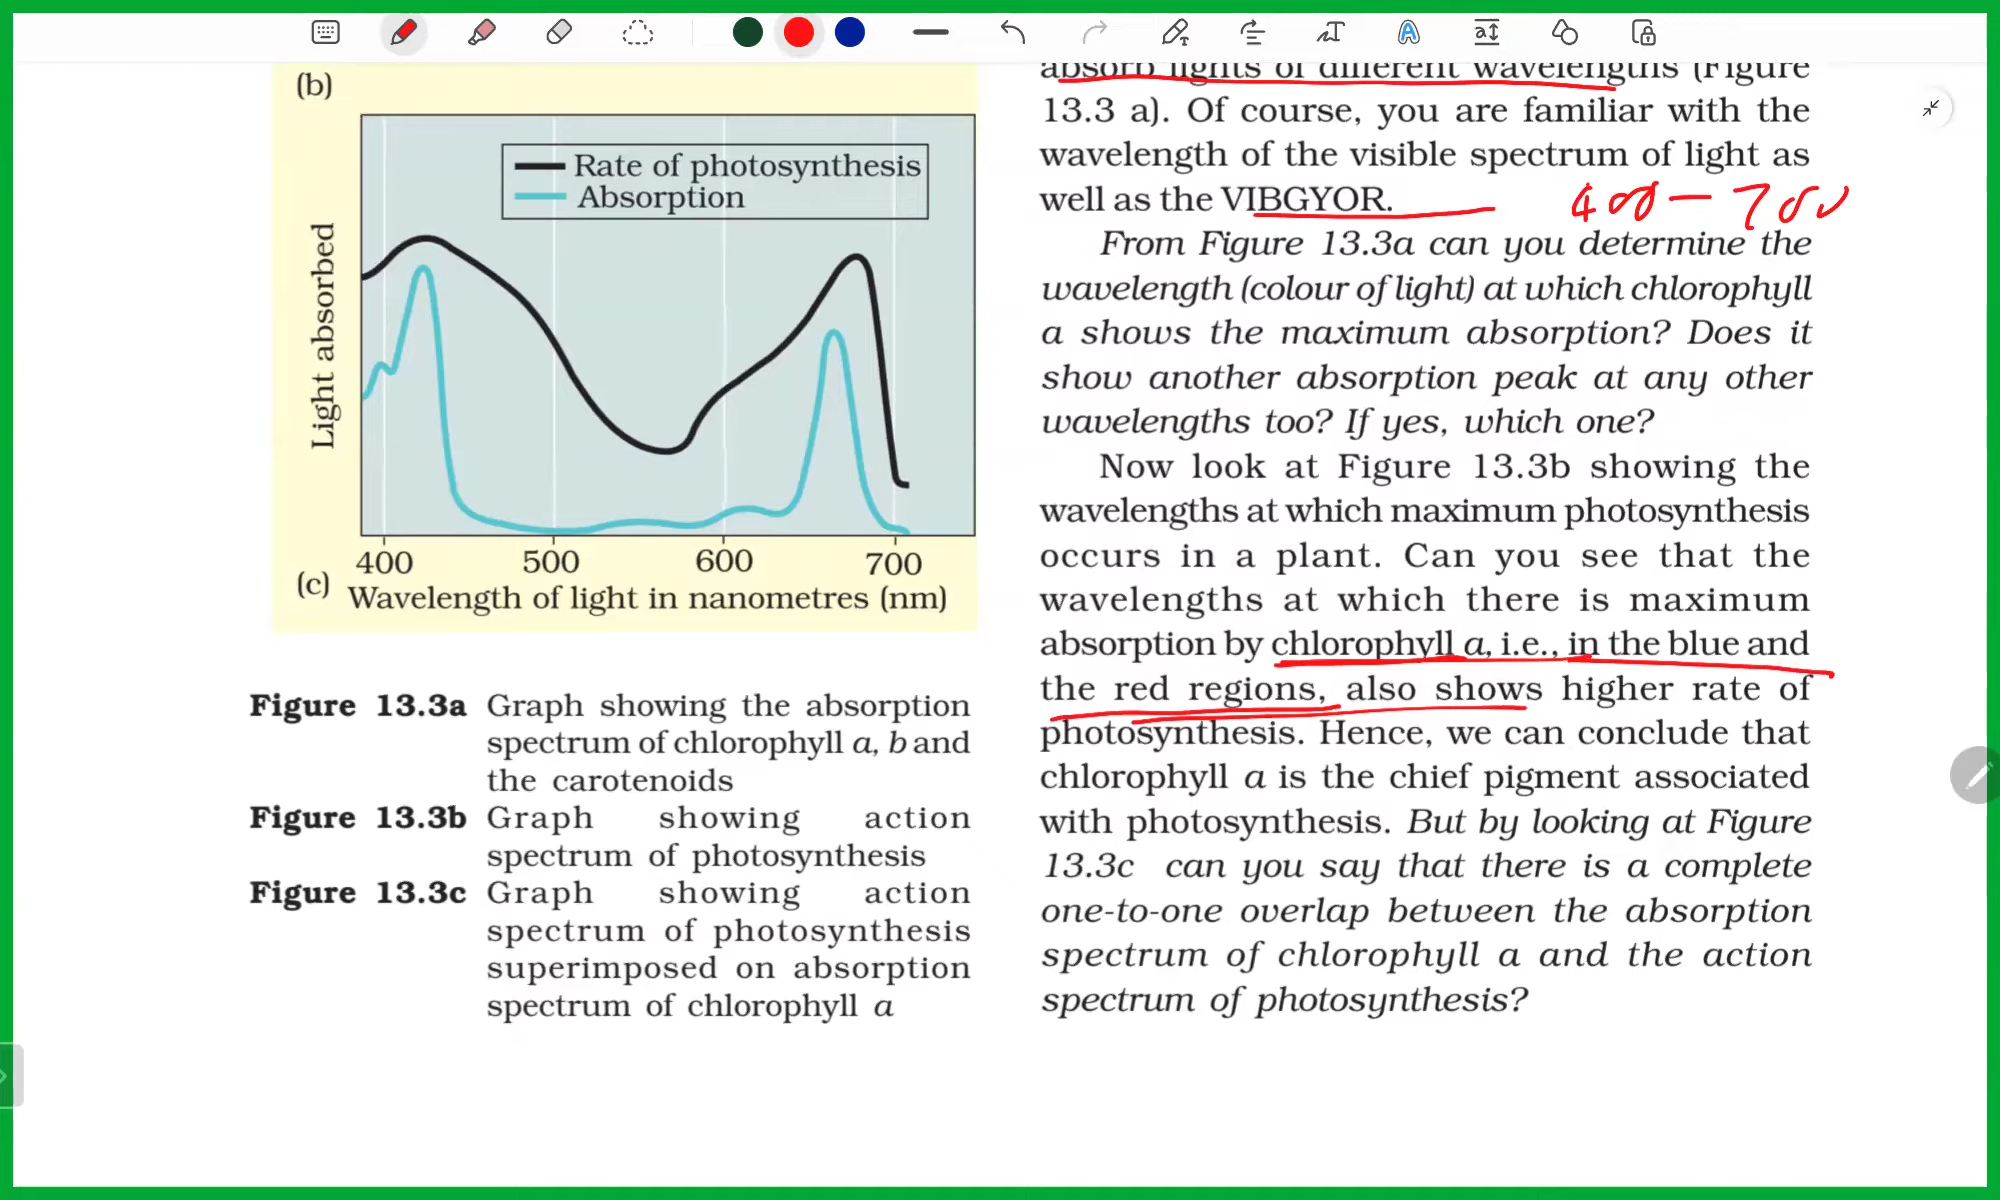 (b)
Rate of photosynthesis
Absorption
Light absorbed
400 500 600 700
(c) Wavelength of light in nanometres (nm)
Figure 13.3a Graph showing the absorption
spectrum of chlorophyll a, b and
the carotenoids
Figure 13.3b Graph showing action
spectrum of photosynthesis
Figure 13.3c Graph showing action
spectrum of photosynthesis
superimposed on absorption
spectrum of chlorophyll a
absorb lights of different wavelengths (Figure
13.3 a). Of course, you are familiar with the
wavelength of the visible spectrum of light as
well as the VIBGYOR. 400 – 700
From Figure 13.3a can you determine the
wavelength (colour of light) at which chlorophyll
a shows the maximum absorption? Does it
show another absorption peak at any other
wavelengths too? If yes, which one?
Now look at Figure 13.3b showing the
wavelengths at which maximum photosynthesis
occurs in a plant. Can you see that the
wavelengths at which there is maximum
absorption by chlorophyll a, i.e., in the blue and
the red regions, also shows higher rate of
photosynthesis. Hence, we can conclude that
chlorophyll a is the chief pigment associated
with photosynthesis. But by looking at Figure
13.3c can you say that there is a complete
one-to-one overlap between the absorption
spectrum of chlorophyll a and the action
spectrum of photosynthesis?